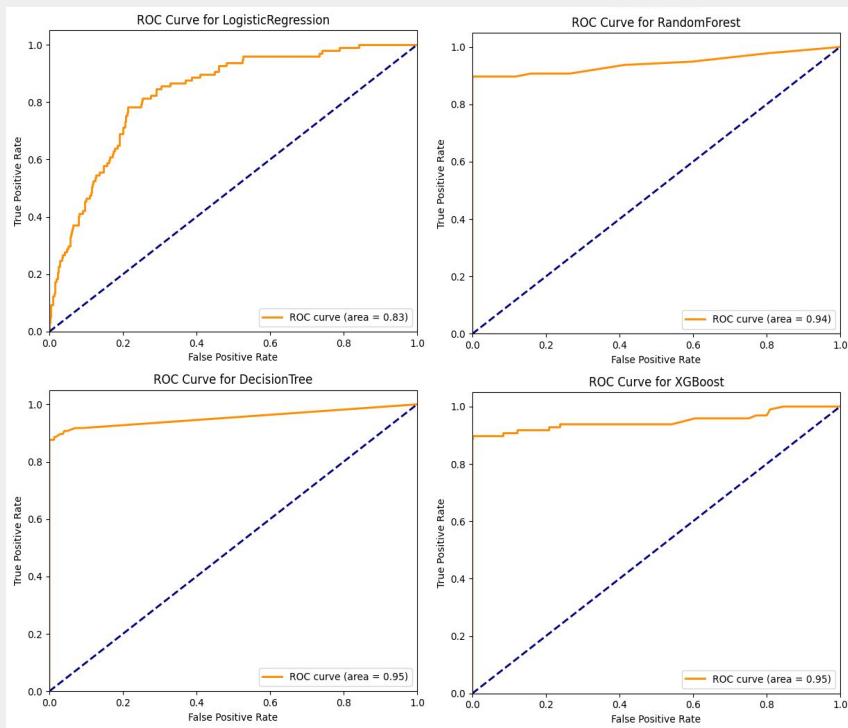 ROC Curve for LogisticRegression
1.0
0.8
0.6
0.4
0.2
0.0
True Positive Rate
0.0 0.2 0.4 0.6 0.8 1.0
False Positive Rate
ROC curve (area = 0.83)
ROC Curve for RandomForest
1.0
0.8
0.6
0.4
0.2
0.0
True Positive Rate
0.0 0.2 0.4 0.6 0.8 1.0
False Positive Rate
ROC curve (area = 0.94)
ROC Curve for DecisionTree
1.0
0.8
0.6
0.4
0.2
0.0
True Positive Rate
0.0 0.2 0.4 0.6 0.8 1.0
False Positive Rate
ROC curve (area = 0.95)
ROC Curve for XGBoost
1.0
0.8
0.6
0.4
0.2
0.0
True Positive Rate
0.0 0.2 0.4 0.6 0.8 1.0
False Positive Rate
ROC curve (area = 0.95)